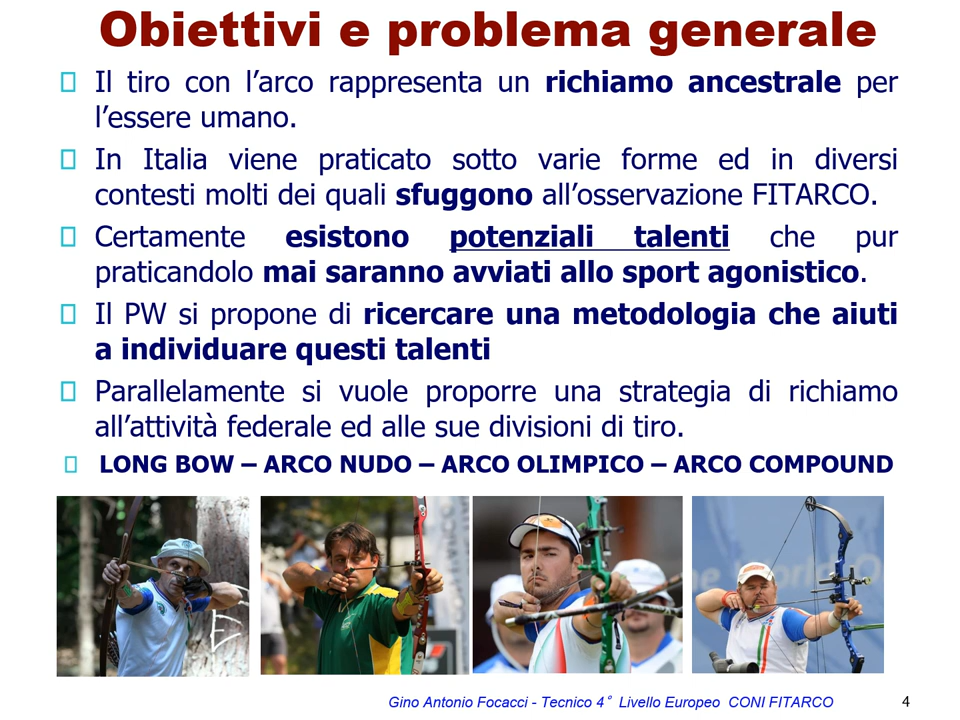 Obiettivi e problema generale
Il tiro con l’arco rappresenta un richiamo ancestrale per
l’essere umano.
In Italia viene praticato sotto varie forme ed in diversi
contesti molti dei quali sfuggono all’osservazione FITARCO.
Certamente esistono potenziali talenti che pur
praticandolo mai saranno avviati allo sport agonistico.
Il PW si propone di ricercare una metodologia che aiuti
a individuare questi talenti
Parallelamente si vuole proporre una strategia di richiamo
all’attività federale ed alle sue divisioni di tiro.
LONG BOW – ARCO NUDO – ARCO OLIMPICO – ARCO COMPOUND
Gino Antonio Focacci - Tecnico 4° Livello Europeo CONI FITARCO
4